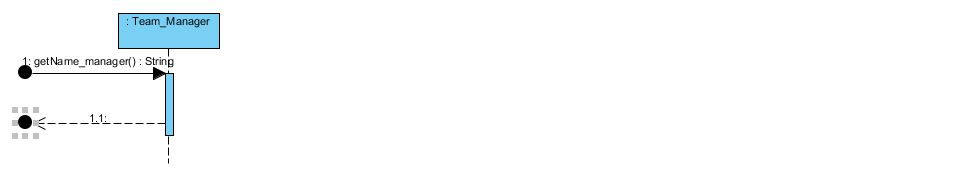 : Team_Manager
1: getName_manager() : String
1.1: